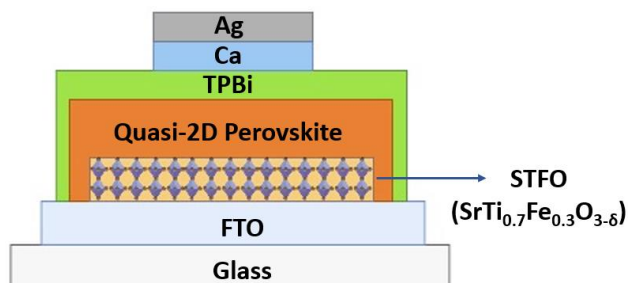 Ag
Ca
TPBi
Quasi-2D Perovskite
STFO
(SrTi₀.₇Fe₀.₃O₃₋δ)
FTO
Glass